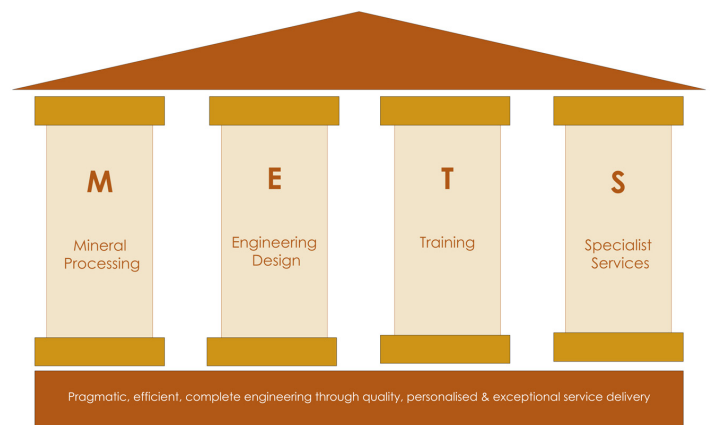 M
Mineral
Processing
E
Engineering
Design
T
Training
S
Specialist
Services
Pragmatic, efficient, complete engineering through quality, personalised & exceptional service delivery